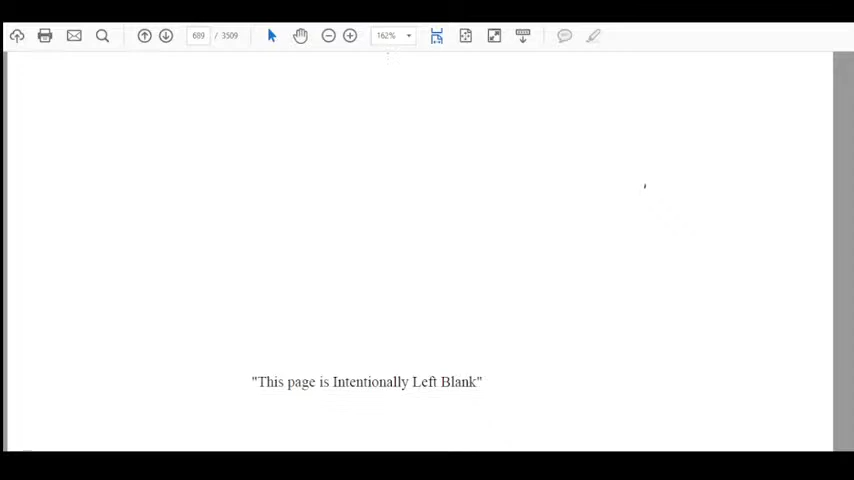 689 / 3509 162%
"This page is Intentionally Left Blank"